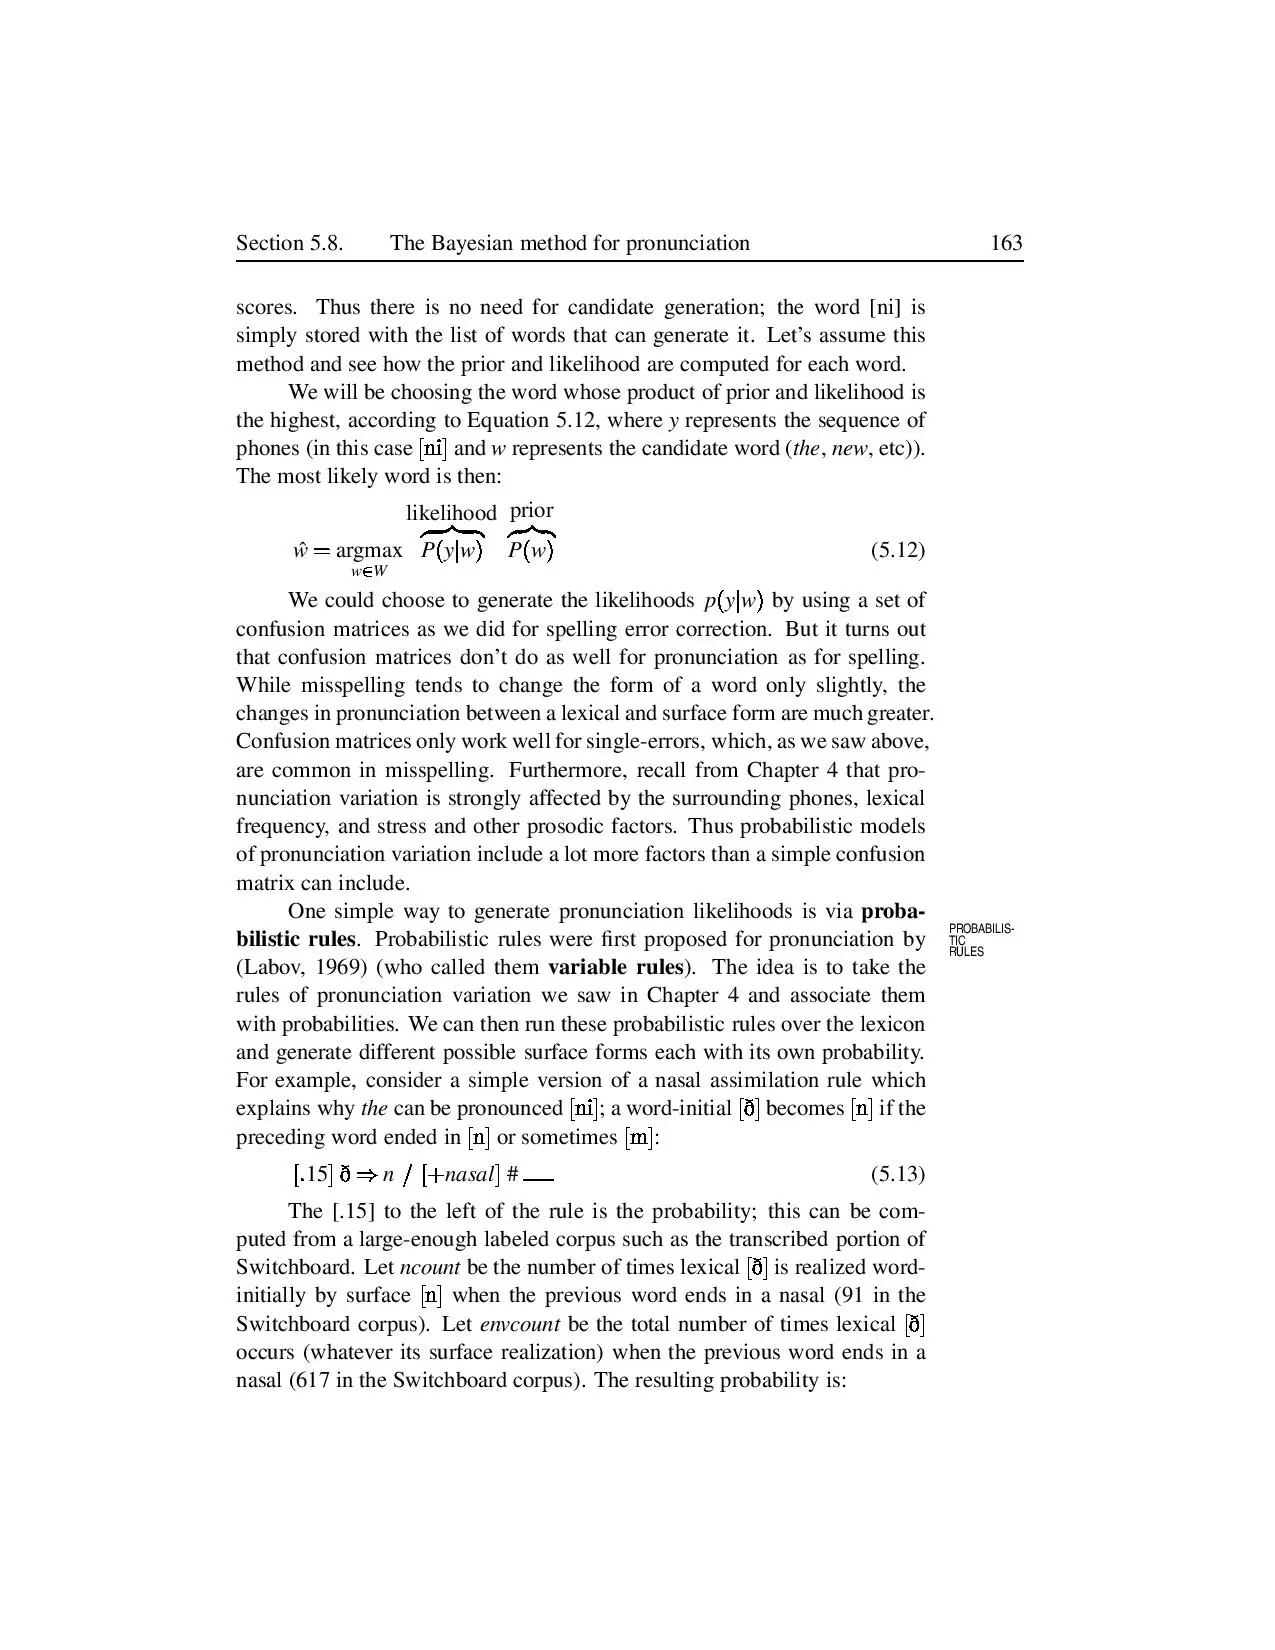 Section 5.8. The Bayesian method for pronunciation 163
scores. Thus there is no need for candidate generation; the word [ni] is
simply stored with the list of words that can generate it. Let's assume this
method and see how the prior and likelihood are computed for each word.
We will be choosing the word whose product of prior and likelihood is
the highest, according to Equation 5.12, where y represents the sequence of
phones (in this case [ni] and w represents the candidate word (the, new, etc)).
The most likely word is then:
likelihood prior
ŵ = argmax P(y|w) P(w) (5.12)
w∈W
We could choose to generate the likelihoods p(y|w) by using a set of
confusion matrices as we did for spelling error correction. But it turns out
that confusion matrices don't do as well for pronunciation as for spelling.
While misspelling tends to change the form of a word only slightly, the
changes in pronunciation between a lexical and surface form are much greater.
Confusion matrices only work well for single-errors, which, as we saw above,
are common in misspelling. Furthermore, recall from Chapter 4 that pro-
nunciation variation is strongly affected by the surrounding phones, lexical
frequency, and stress and other prosodic factors. Thus probabilistic models
of pronunciation variation include a lot more factors than a simple confusion
matrix can include.
One simple way to generate pronunciation likelihoods is via proba-
bilistic rules. Probabilistic rules were first proposed for pronunciation by
(Labov, 1969) (who called them variable rules). The idea is to take the
rules of pronunciation variation we saw in Chapter 4 and associate them
with probabilities. We can then run these probabilistic rules over the lexicon
and generate different possible surface forms each with its own probability.
For example, consider a simple version of a nasal assimilation rule which
explains why the can be pronounced [ni]; a word-initial [ð] becomes [n] if the
preceding word ended in [n] or sometimes [m]:
[.15] ð ⇒ n / [+nasal] # __ (5.13)
The [.15] to the left of the rule is the probability; this can be com-
puted from a large-enough labeled corpus such as the transcribed portion of
Switchboard. Let ncount be the number of times lexical [ð] is realized word-
initially by surface [n] when the previous word ends in a nasal (91 in the
Switchboard corpus). Let envcount be the total number of times lexical [ð]
occurs (whatever its surface realization) when the previous word ends in a
nasal (617 in the Switchboard corpus). The resulting probability is:
PROBABILIS-
TIC
RULES